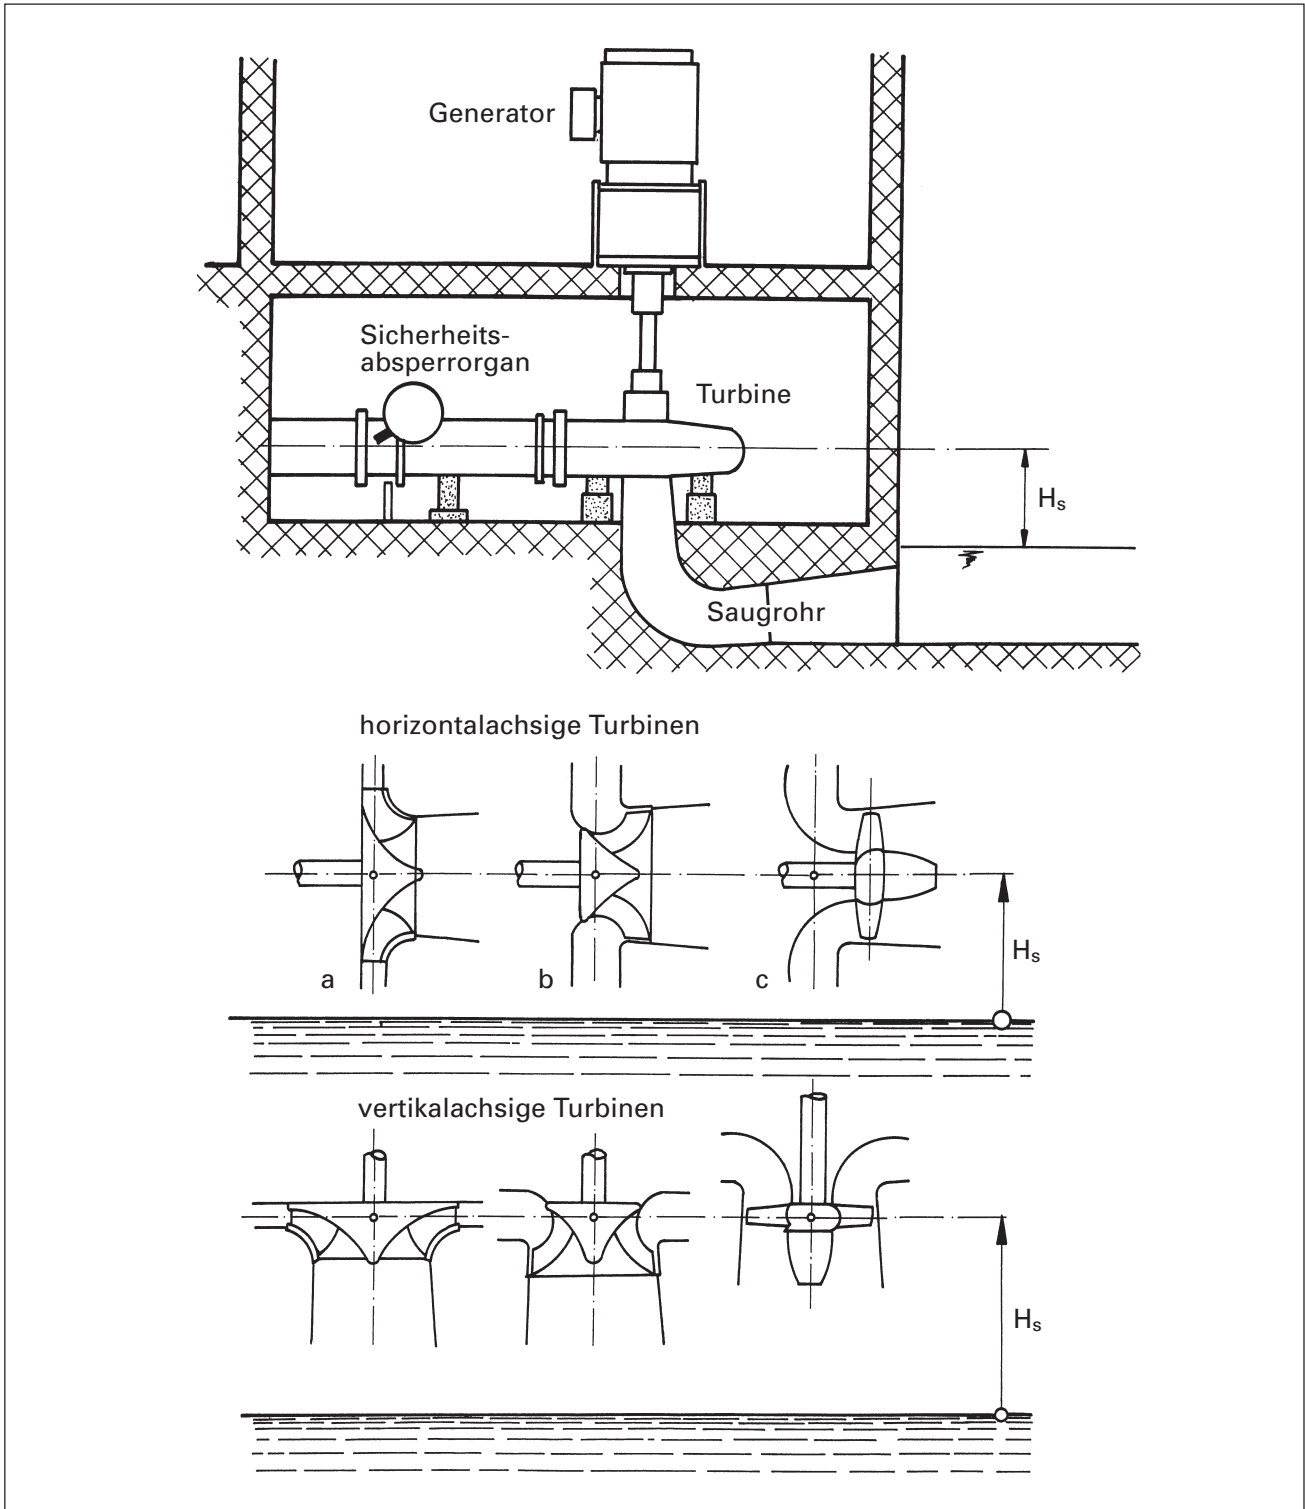 Generator
Sicherheits-
absperrorgan
Turbine
Hs
Saugrohr
horizontalachsige Turbinen
a
b
c
Hs
vertikalachsige Turbinen
Hs